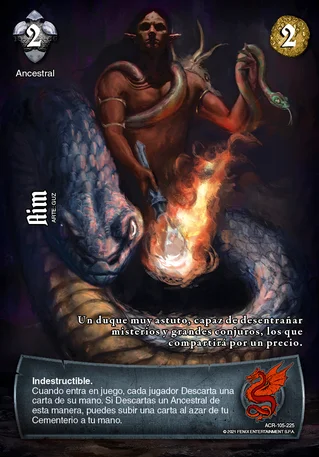 2
2
Ancestral
Aim
ARTE: GUZ
Un duque muy astuto, capaz de desentrañar
misterios y grandes conjuros, los que
compartirá por un precio.
Indestructible.
Cuando entra en juego, cada jugador Descarta una
carta de su mano. Si Descartas un Ancestral de
esta manera, puedes subir una carta al azar de tu
Cementerio a tu mano.
ACR-105-225
©2021 FENIX ENTERTAINMENT S.P.A.